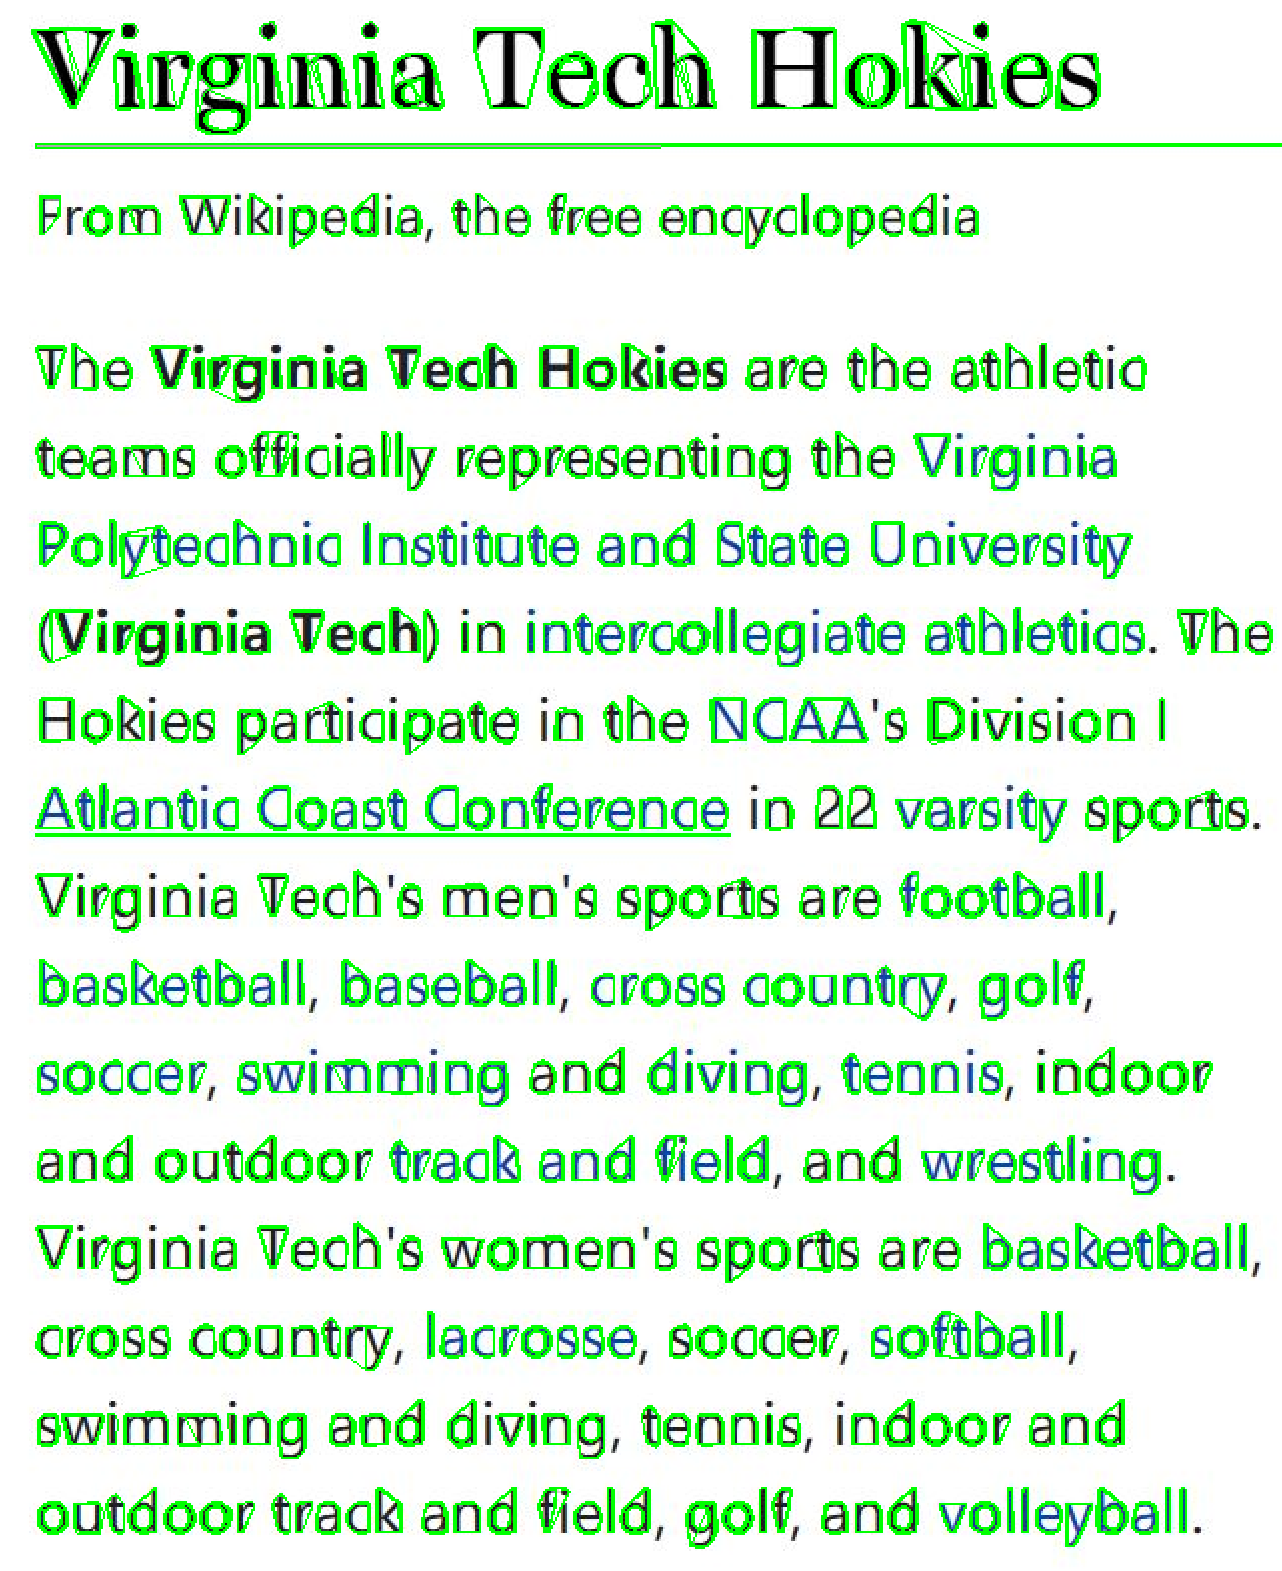 Virginia Tech Hokies
From Wikipedia, the free encyclopedia
The Virginia Tech Hokies are the athletic
teams officially representing the Virginia
Polytechnic Institute and State University
(Virginia Tech) in intercollegiate athletics. The
Hokies participate in the NCAA's Division I
Atlantic Coast Conference in 22 varsity sports.
Virginia Tech's men's sports are football,
basketball, baseball, cross country, golf,
soccer, swimming and diving, tennis, indoor
and outdoor track and field, and wrestling.
Virginia Tech's women's sports are basketball,
cross country, lacrosse, soccer, softball,
swimming and diving, tennis, indoor and
outdoor track and field, golf, and volleyball.